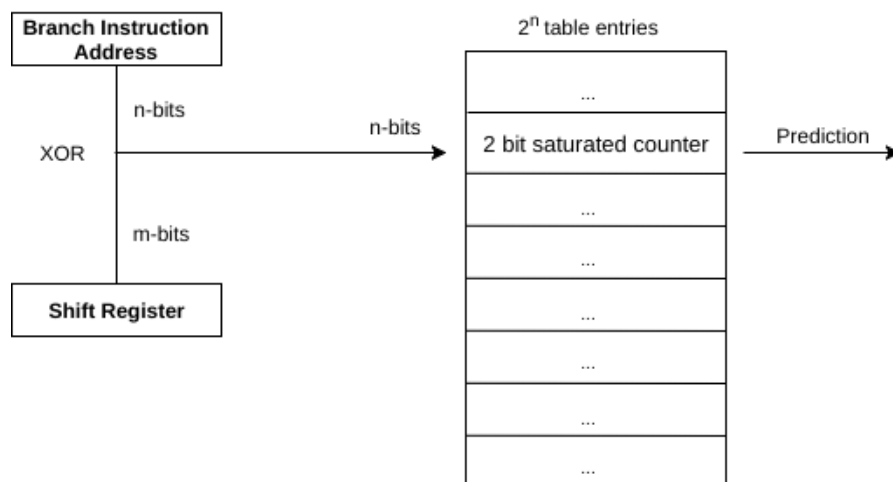 Branch Instruction
Address
2ⁿ table entries
n-bits
...
XOR
n-bits
2 bit saturated counter
Prediction
m-bits
...
...
Shift Register
...
...
...
...